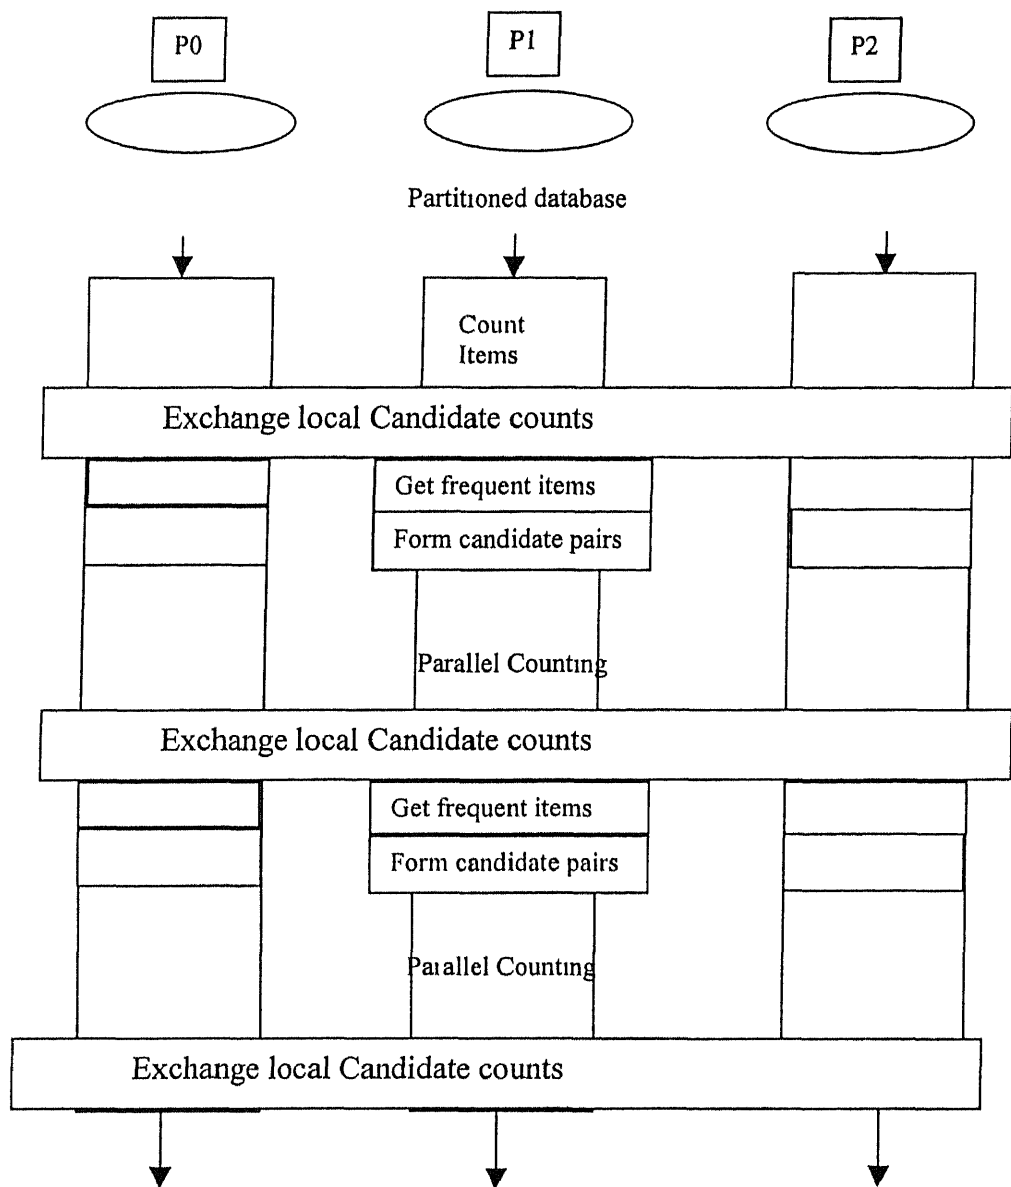 P0
P1
P2
Partitioned database
Count
Items
Exchange local Candidate counts
Get frequent items
Form candidate pairs
Parallel Counting
Exchange local Candidate counts
Get frequent items
Form candidate pairs
Parallel Counting
Exchange local Candidate counts